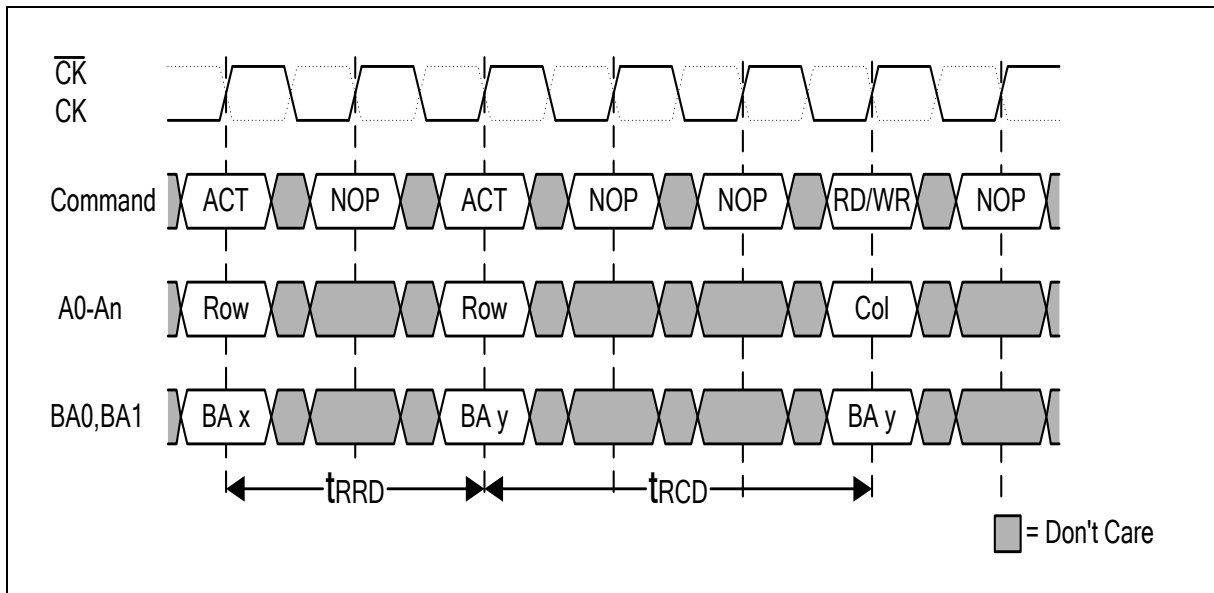 CK
CK
Command ACT NOP ACT NOP NOP RD/WR NOP
A0-An Row Row Col
BA0,BA1 BA x BA y BA y
tRRD tRCD
= Don't Care